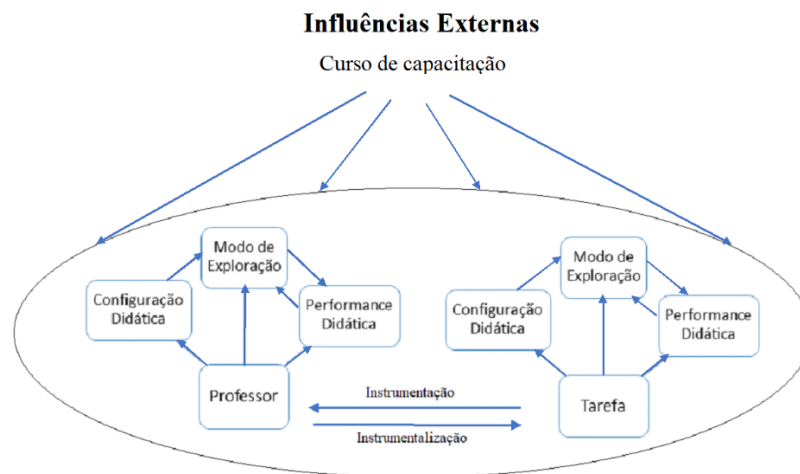 Influências Externas
Curso de capacitação
Modo de
Exploração
Configuração
Didática
Performance
Didática
Professor
Modo de
Exploração
Configuração
Didática
Performance
Didática
Tarefa
Instrumentação
Instrumentalização